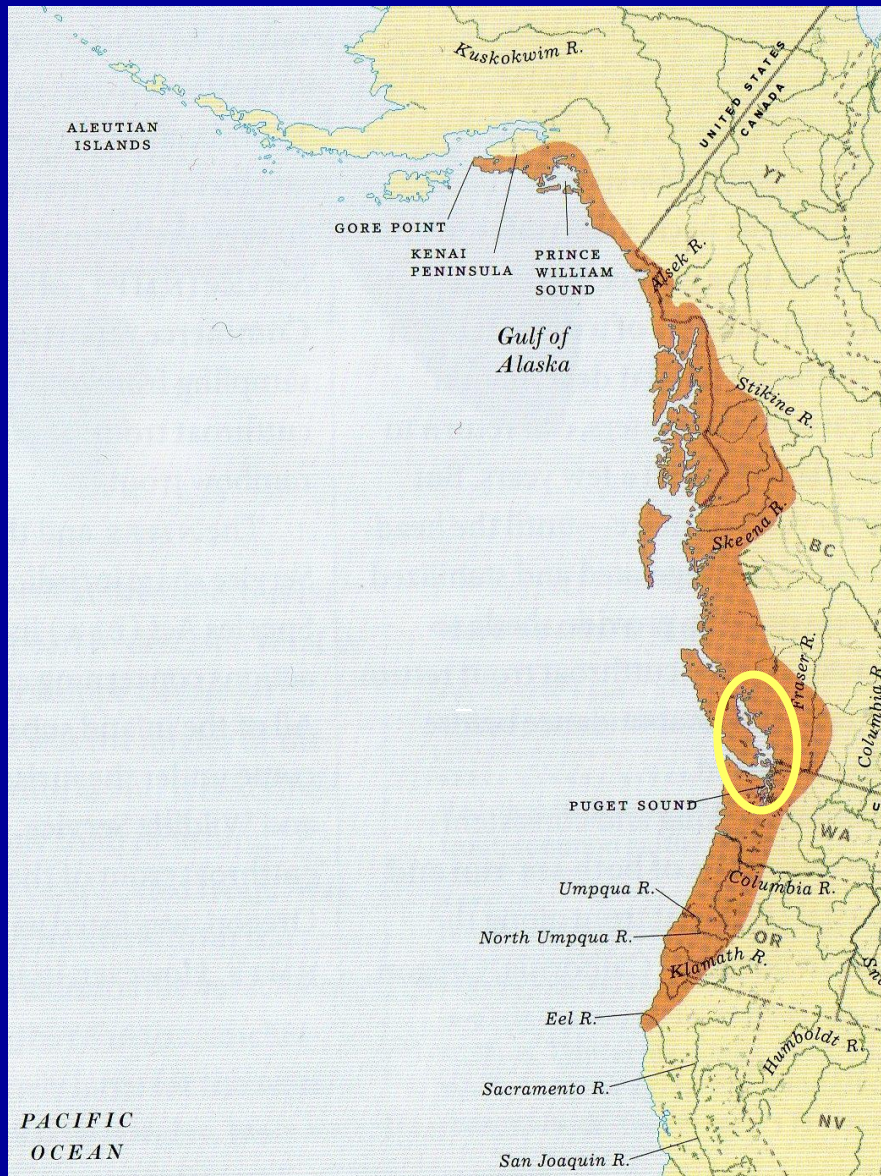 Kuskokwim R.
UNITED STATES
CANADA
ALEUTIAN
ISLANDS
YT
GORE POINT
KENAI
PENINSULA
PRINCE
WILLIAM
SOUND
Alsek R.
Gulf of
Alaska
Stikine R.
Skeena R.
BC
Fraser R.
Columbia R.
PUGET SOUND
U
WA
Umpqua R.
Columbia R.
North Umpqua R.
OR
Klamath R.
Sna
Eel R.
Humboldt R.
Sacramento R.
PACIFIC
OCEAN
NV
San Joaquin R.